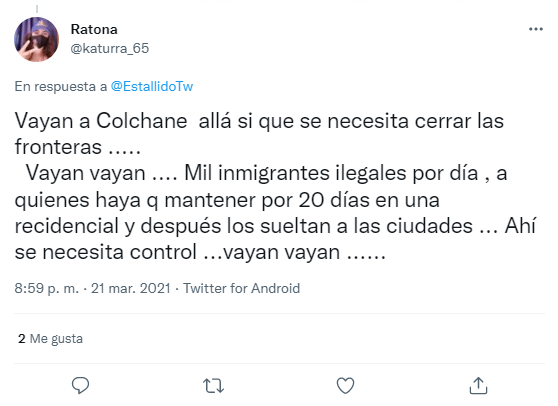 Ratona
@katurra_65
En respuesta a @EstallidoTw
Vayan a Colchane allá si que se necesita cerrar las
fronteras .....
Vayan vayan .... Mil inmigrantes ilegales por día , a
quienes haya q mantener por 20 días en una
recidencial y después los sueltan a las ciudades ... Ahí
se necesita control ...vayan vayan ......
8:59 p. m. · 21 mar. 2021 · Twitter for Android
2 Me gusta